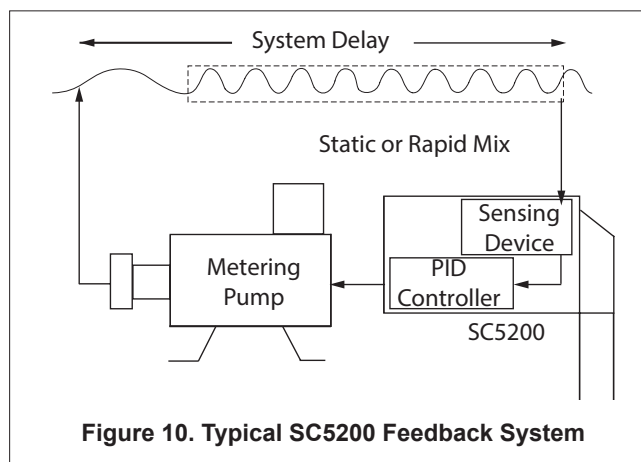 System Delay
Static or Rapid Mix
Sensing
Device
PID
Controller
Metering
Pump
SC5200
Figure 10. Typical SC5200 Feedback System